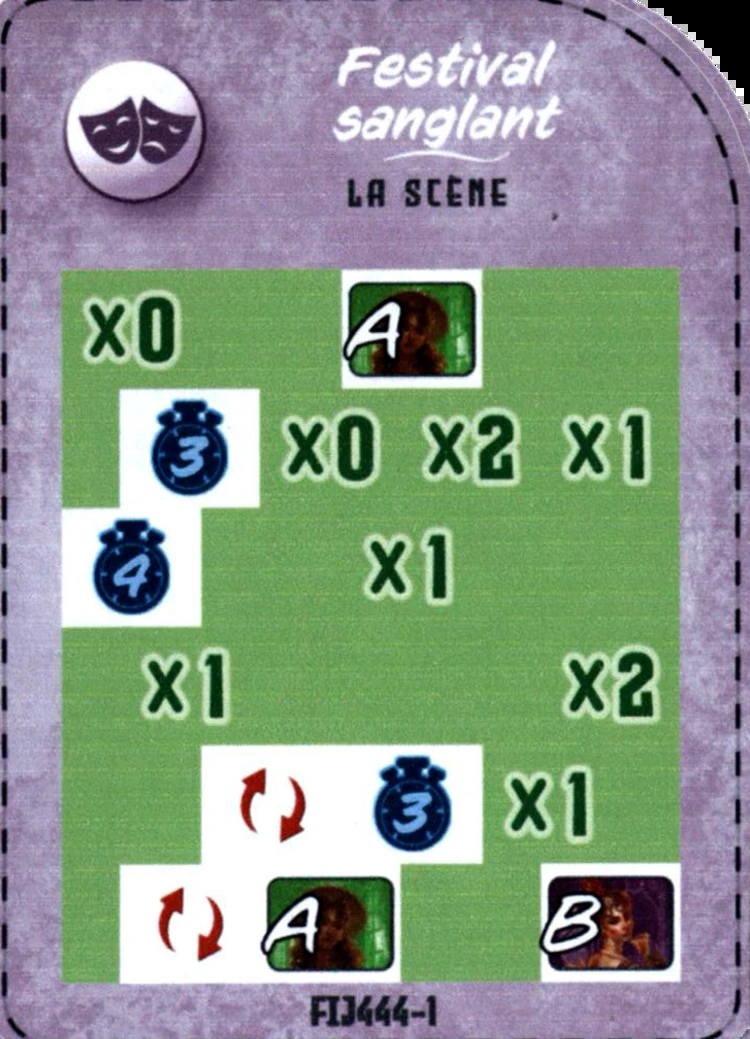 Festival
sanglant
LA SCÈNE
x0 A
3 x0 x2 x1
4 x1
x1 x2
3 x1
A B
FIJ444-1